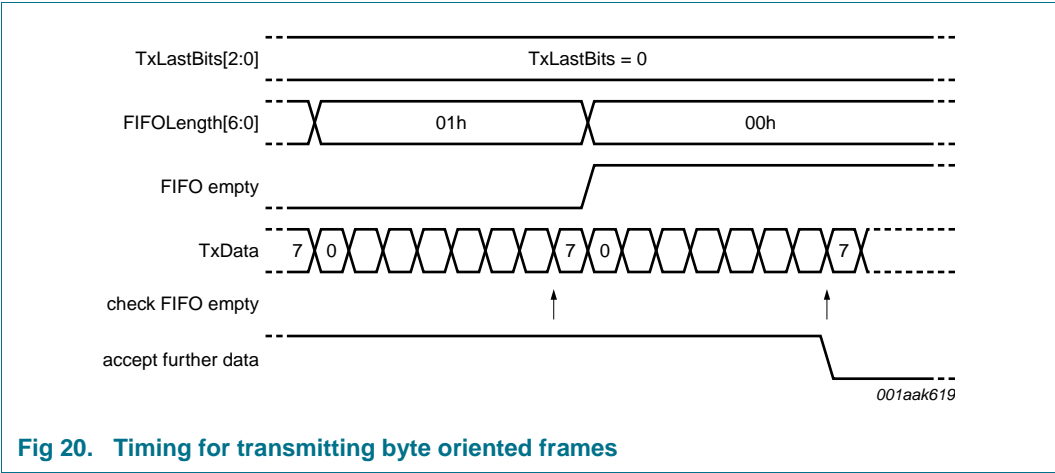 TxLastBits[2:0] TxLastBits = 0
FIFOLength[6:0] 01h 00h
FIFO empty
TxData 7 0 7 0 7
check FIFO empty
accept further data
001aak619
Fig 20. Timing for transmitting byte oriented frames